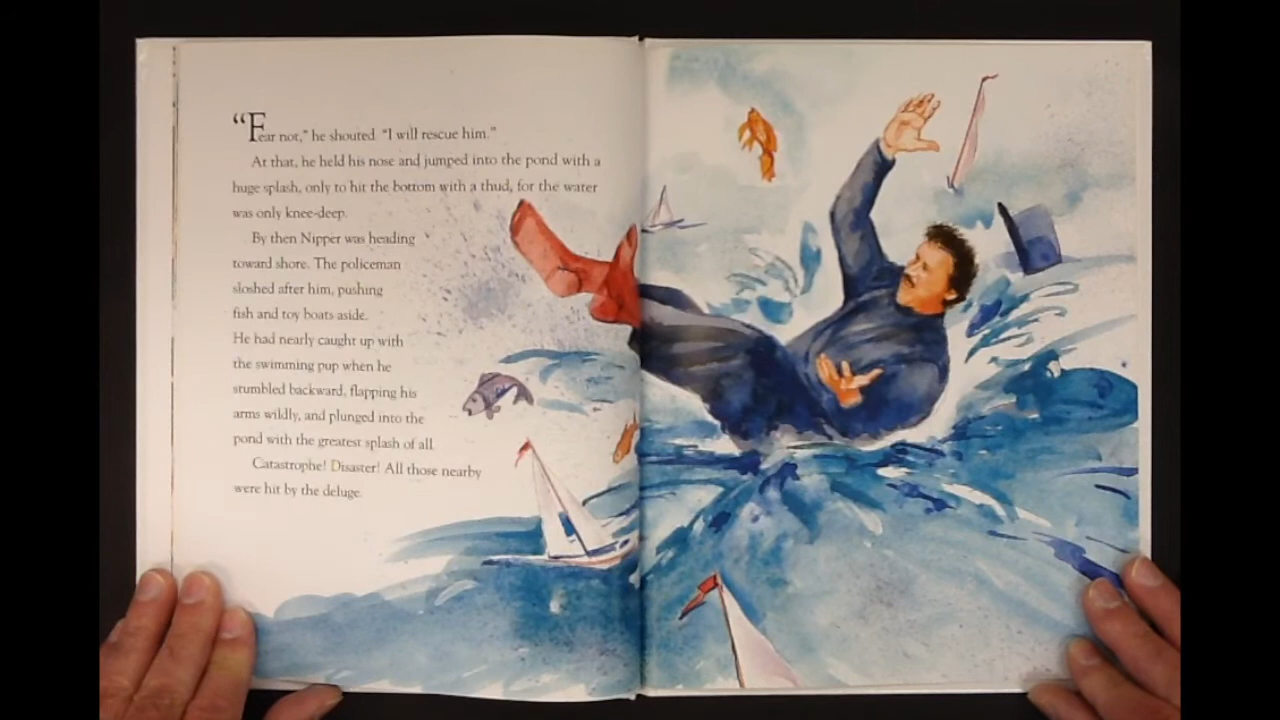 “Fear not,” he shouted. “I will rescue him.”
At that, he held his nose and jumped into the pond with a
huge splash, only to hit the bottom with a thud, for the water
was only knee-deep.
By then Nipper was heading
toward shore. The policeman
sloshed after him, pushing
fish and toy boats aside.
He had nearly caught up with
the swimming pup when he
stumbled backward, flapping his
arms wildly, and plunged into the
pond with the greatest splash of all.
Catastrophe! Disaster! All those nearby
were hit by the deluge.